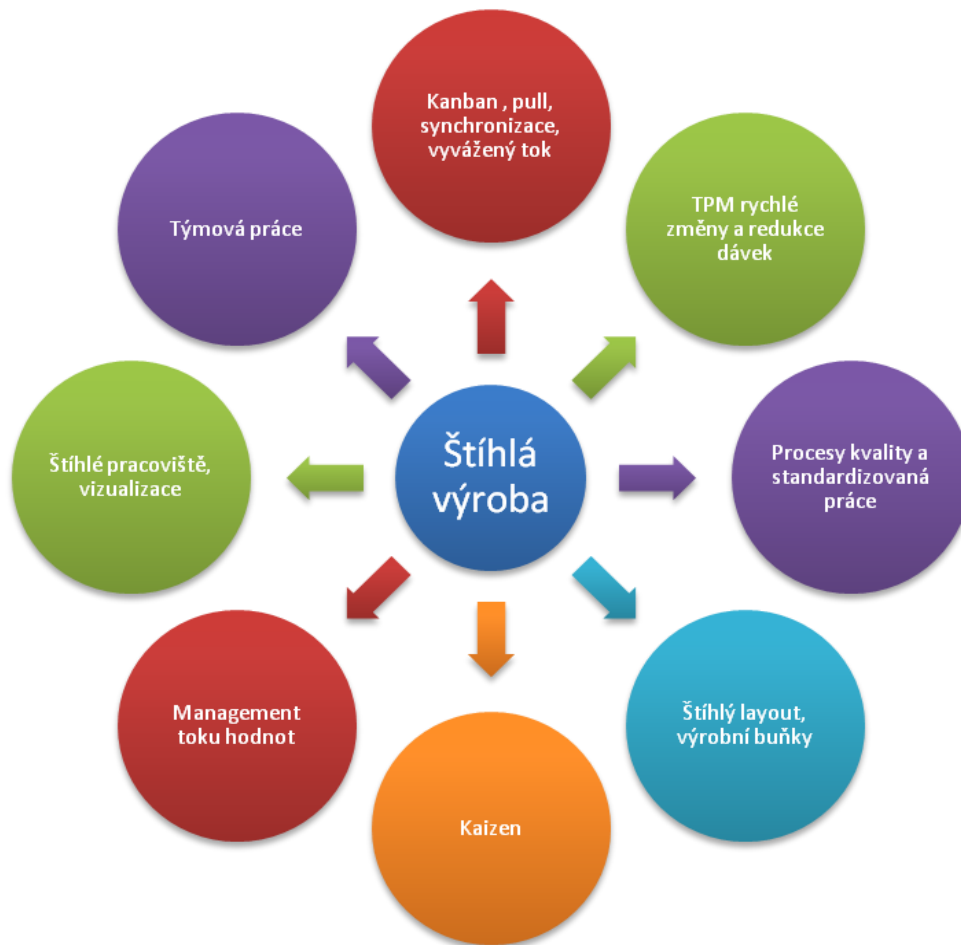 Kanban , pull,
synchronizace,
vyvážený tok
TPM rychlé
změny a redukce
dávek
Procesy kvality a
standardizovaná
práce
Štíhlý layout,
výrobní buňky
Kaizen
Management
toku hodnot
Štíhlé pracoviště,
vizualizace
Týmová práce
Štíhlá
výroba